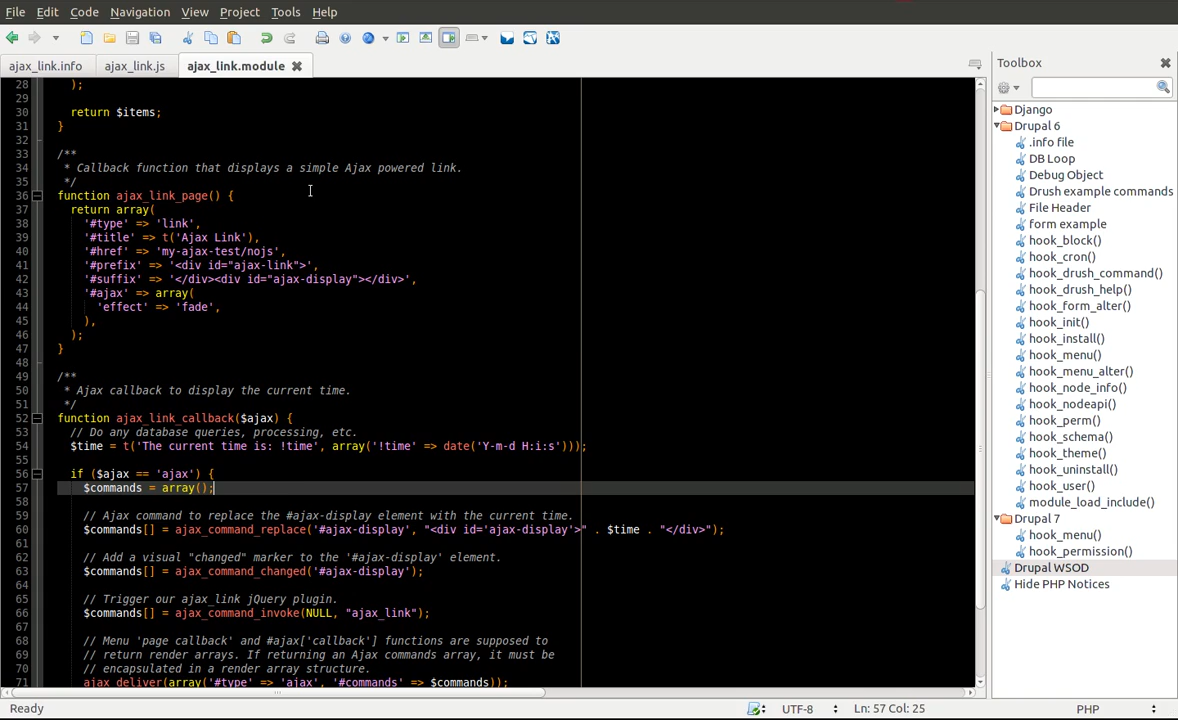 File Edit Code Navigation View Project Tools Help
ajax_link.info ajax_link.js ajax_link.module
28 );
29
30 return $items;
31 }
32
33 /**
34 * Callback function that displays a simple Ajax powered link.
35 */
36 function ajax_link_page() {
37 return array(
38 '#type' => 'link',
39 '#title' => t('Ajax Link'),
40 '#href' => 'my-ajax-test/nojs',
41 '#prefix' => '<div id="ajax-link">',
42 '#suffix' => '</div><div id="ajax-display"></div>',
43 '#ajax' => array(
44 'effect' => 'fade',
45 ),
46 );
47 }
48
49 /**
50 * Ajax callback to display the current time.
51 */
52 function ajax_link_callback($ajax) {
53 // Do any database queries, processing, etc.
54 $time = t('The current time is: !time', array('!time' => date('Y-m-d H:i:s')));
55
56 if ($ajax == 'ajax') {
57 $commands = array();
58
59 // Ajax command to replace the #ajax-display element with the current time.
60 $commands[] = ajax_command_replace('#ajax-display', "<div id='ajax-display'>" . $time . "</div>");
61
62 // Add a visual "changed" marker to the '#ajax-display' element.
63 $commands[] = ajax_command_changed('#ajax-display');
64
65 // Trigger our ajax_link jQuery plugin.
66 $commands[] = ajax_command_invoke(NULL, "ajax_link");
67
68 // Menu 'page callback' and #ajax['callback'] functions are supposed to
69 // return render arrays. If returning an Ajax commands array, it must be
70 // encapsulated in a render array structure.
71 ajax_deliver(array('#type' => 'ajax', '#commands' => $commands));
Toolbox
Django
Drupal 6
.info file
DB Loop
Debug Object
Drush example commands
File Header
form example
hook_block()
hook_cron()
hook_drush_command()
hook_drush_help()
hook_form_alter()
hook_init()
hook_install()
hook_menu()
hook_menu_alter()
hook_node_info()
hook_nodeapi()
hook_perm()
hook_schema()
hook_theme()
hook_uninstall()
hook_user()
module_load_include()
Drupal 7
hook_menu()
hook_permission()
Drupal WSOD
Hide PHP Notices
Ready UTF-8 Ln: 57 Col: 25 PHP